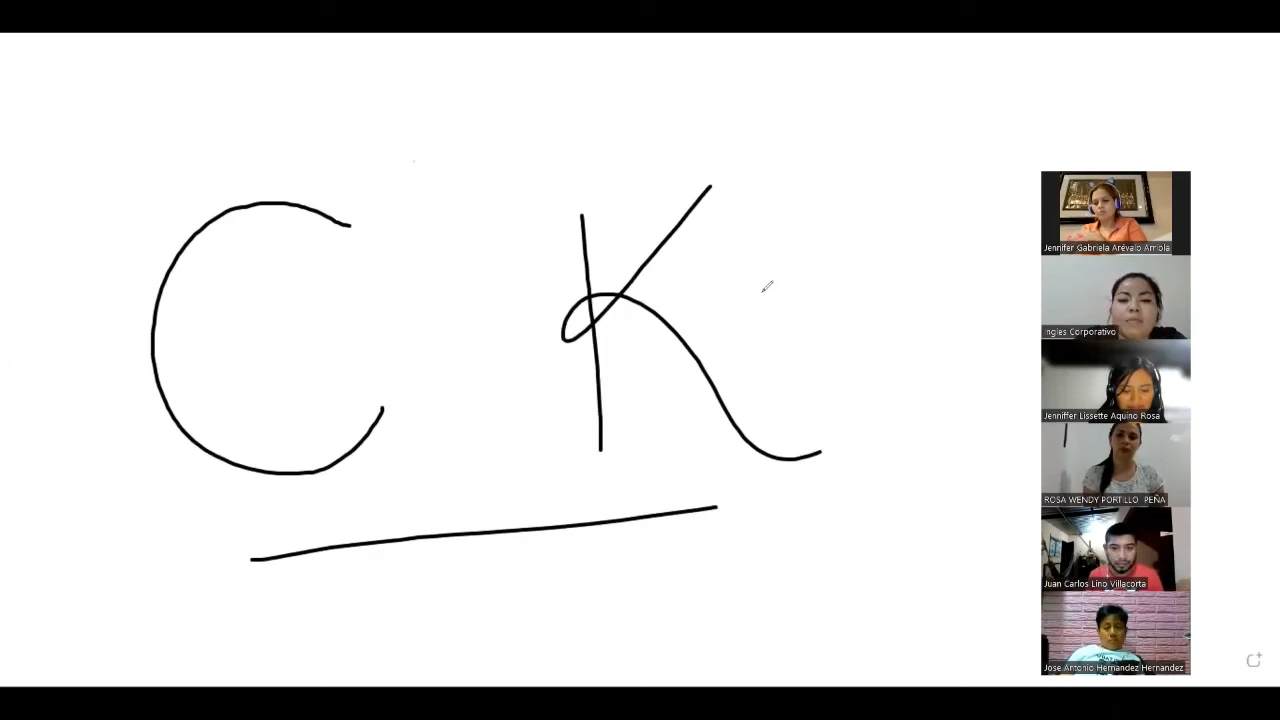 C K
Jennifer Gabriela Arévalo Arriola
Ingles Corporativo
Jenniffer Lissette Aquino Rosa
ROSA WENDY PORTILLO PEÑA
Juan Carlos Lino Villacorta
Jose Antonio Hernandez Hernandez